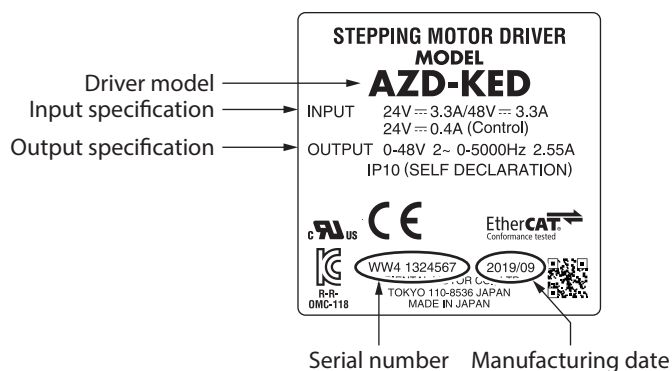 STEPPING MOTOR DRIVER
MODEL
Driver model
AZD-KED
Input specification
INPUT 24V ⎓ 3.3A/48V ⎓ 3.3A
24V ⎓ 0.4A (Control)
Output specification
OUTPUT 0-48V 2~ 0-5000Hz 2.55A
IP10 (SELF DECLARATION)
c RU US CE
EtherCAT
Conformance tested
WW4 1324567 2019/09
R-R-
OMC-118
TOKYO 110-8536 JAPAN
MADE IN JAPAN
Serial number Manufacturing date